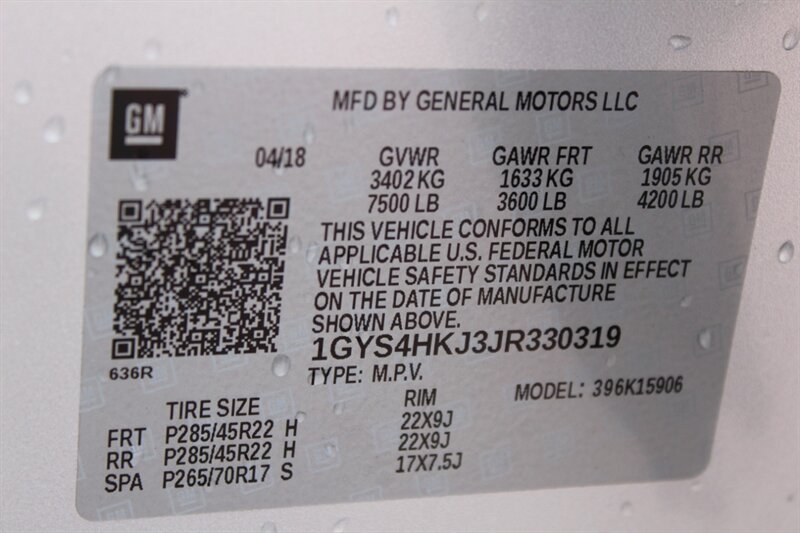 GM
MFD BY GENERAL MOTORS LLC
04/18 GVWR GAWR FRT GAWR RR
3402 KG 1633 KG 1905 KG
7500 LB 3600 LB 4200 LB
THIS VEHICLE CONFORMS TO ALL
APPLICABLE U.S. FEDERAL MOTOR
VEHICLE SAFETY STANDARDS IN EFFECT
ON THE DATE OF MANUFACTURE
SHOWN ABOVE.
1GYS4HKJ3JR330319
636R
TYPE: M.P.V.
MODEL: 396K15906
TIRE SIZE RIM
FRT P285/45R22 H 22X9J
RR P285/45R22 H 22X9J
SPA P265/70R17 S 17X7.5J